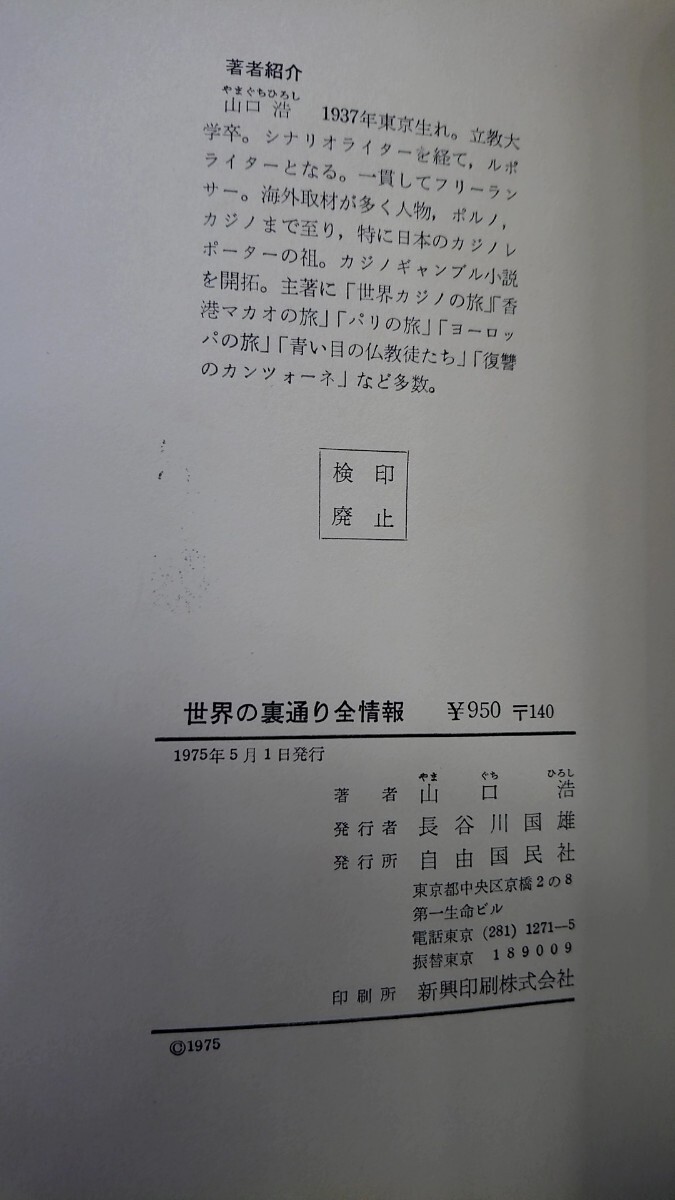 著者紹介
やまぐちひろし
山口 浩 1937年東京生れ。立教大
学卒。シナリオライターを経て，ルポ
ライターとなる。一貫してフリーラン
サー。海外取材が多く人物，ポルノ，
カジノまで至り，特に日本のカジノレ
ポーターの祖。カジノギャンブル小説
を開拓。主著に「世界カジノの旅」『香
港マカオの旅」「パリの旅」「ヨーロッ
パの旅」「青い目の仏教徒たち」「復讐
のカンツォーネ」など多数。
検印
廃止
世界の裏通り全情報 ￥950 〒140
1975年5月1日発行
やま ぐち ひろし
著者 山口浩
発行者 長谷川国雄
発行所 自由国民社
東京都中央区京橋2の8
第一生命ビル
電話東京 (281) 1271—5
振替東京 189009
印刷所 新興印刷株式会社
©1975